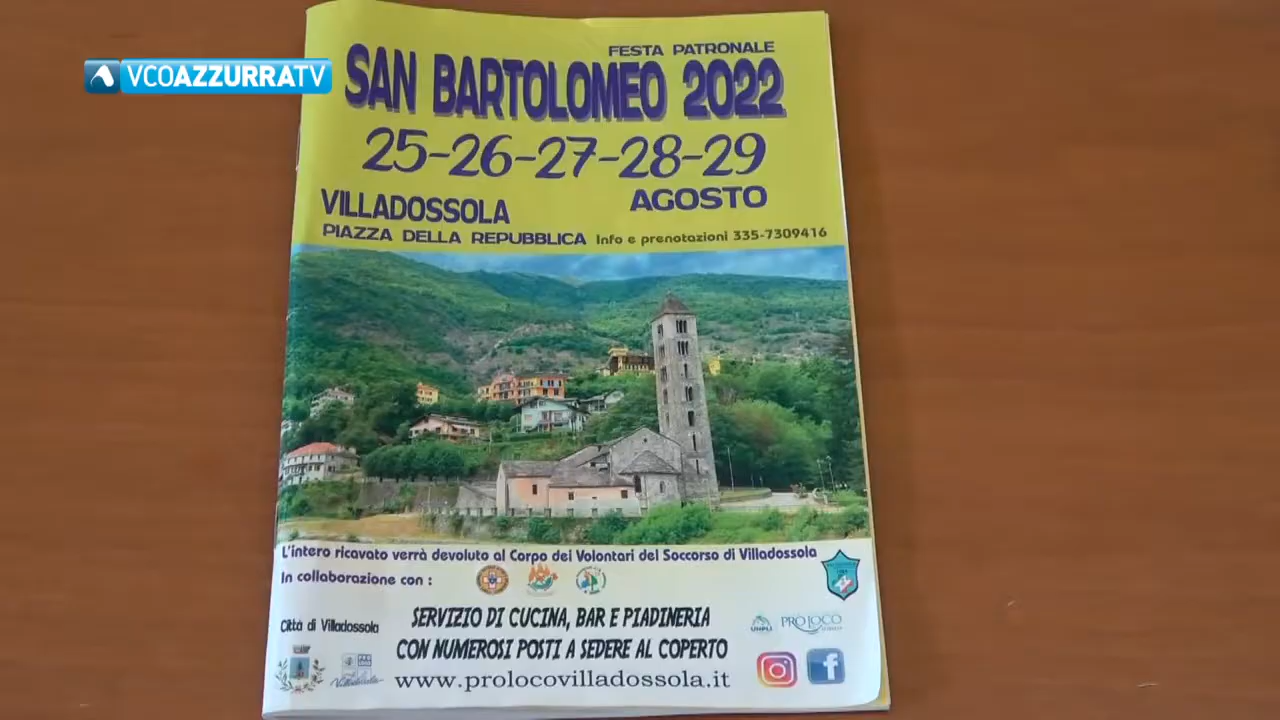 VCOAZZURRATV
FESTA PATRONALE
SAN BARTOLOMEO 2022
25-26-27-28-29
VILLADOSSOLA AGOSTO
PIAZZA DELLA REPUBBLICA Info e prenotazioni 335-7309416
L'intero ricavato verrà devoluto al Corpo dei Volontari del Soccorso di Villadossola
In collaborazione con :
SERVIZIO DI CUCINA, BAR E PIADINERIA
Città di Villadossola
CON NUMEROSI POSTI A SEDERE AL COPERTO
UNPLI PRO LOCO
www.prolocovilladossola.it
f